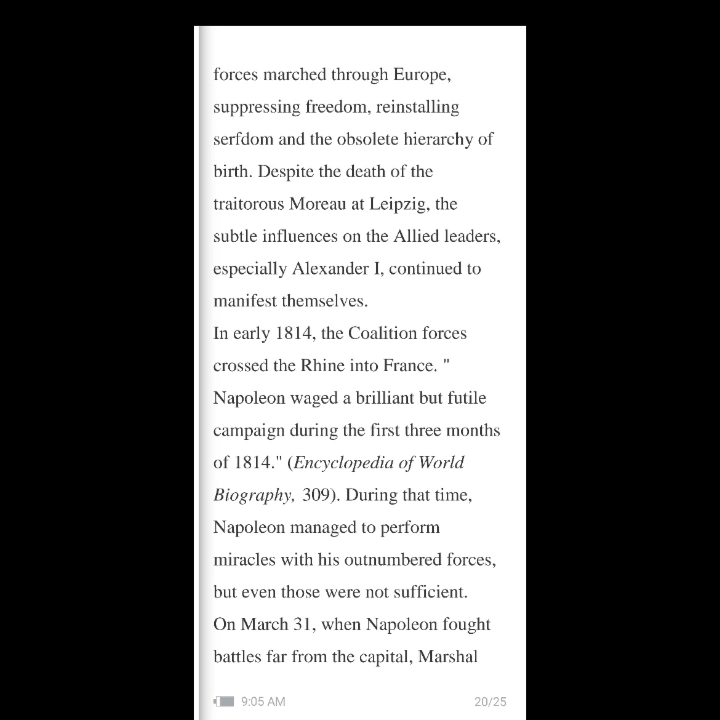 forces marched through Europe,
suppressing freedom, reinstalling
serfdom and the obsolete hierarchy of
birth. Despite the death of the
traitorous Moreau at Leipzig, the
subtle influences on the Allied leaders,
especially Alexander I, continued to
manifest themselves.
In early 1814, the Coalition forces
crossed the Rhine into France. "
Napoleon waged a brilliant but futile
campaign during the first three months
of 1814." (Encyclopedia of World
Biography, 309). During that time,
Napoleon managed to perform
miracles with his outnumbered forces,
but even those were not sufficient.
On March 31, when Napoleon fought
battles far from the capital, Marshal
9:05 AM 20/25